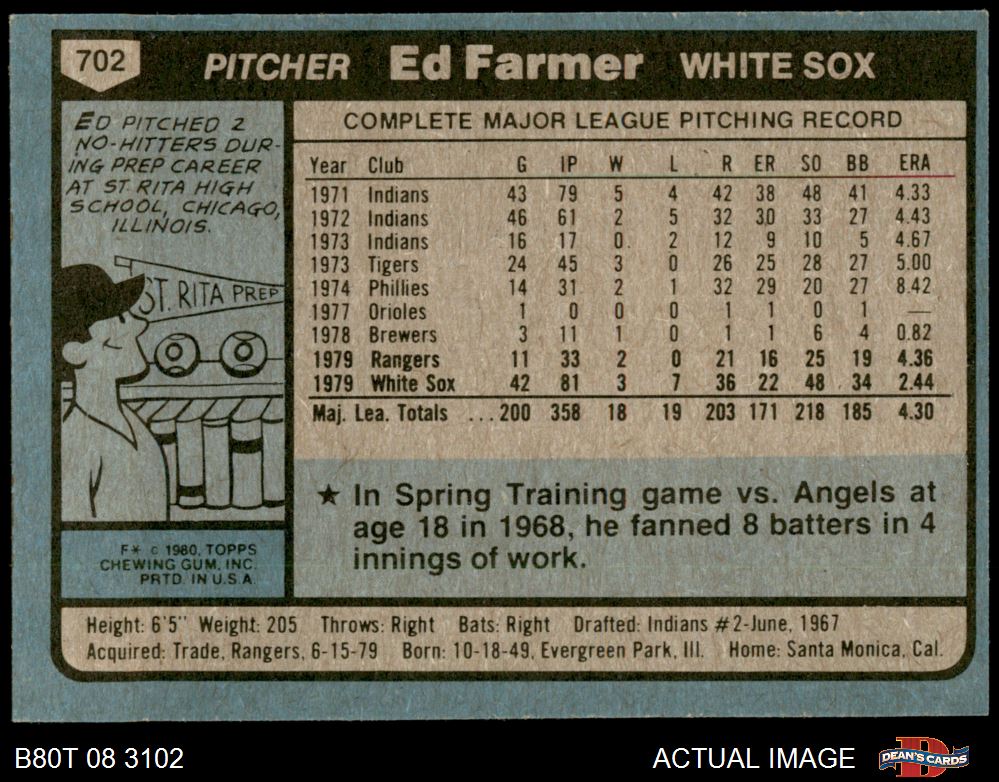 702 PITCHER Ed Farmer WHITE SOX
ED PITCHED 2
NO-HITTERS DUR-
ING PREP CAREER
AT ST. RITA HIGH
SCHOOL, CHICAGO,
ILLINOIS.
ST. RITA PREP
F* © 1980, TOPPS
CHEWING GUM, INC.
PRTD. IN U.S.A.
COMPLETE MAJOR LEAGUE PITCHING RECORD
Year Club G IP W L R ER SO BB ERA
1971 Indians 43 79 5 4 42 38 48 41 4.33
1972 Indians 46 61 2 5 32 30 33 27 4.43
1973 Indians 16 17 0 2 12 9 10 5 4.67
1973 Tigers 24 45 3 0 26 25 28 27 5.00
1974 Phillies 14 31 2 1 32 29 20 27 8.42
1977 Orioles 1 0 0 0 1 1 0 1 —
1978 Brewers 3 11 1 0 1 1 6 4 0.82
1979 Rangers 11 33 2 0 21 16 25 19 4.36
1979 White Sox 42 81 3 7 36 22 48 34 2.44
Maj. Lea. Totals ...200 358 18 19 203 171 218 185 4.30
★ In Spring Training game vs. Angels at
age 18 in 1968, he fanned 8 batters in 4
innings of work.
Height: 6'5" Weight: 205 Throws: Right Bats: Right Drafted: Indians #2-June, 1967
Acquired: Trade, Rangers, 6-15-79 Born: 10-18-49, Evergreen Park, Ill. Home: Santa Monica, Cal.
B80T 08 3102 ACTUAL IMAGE DEAN'S CARDS